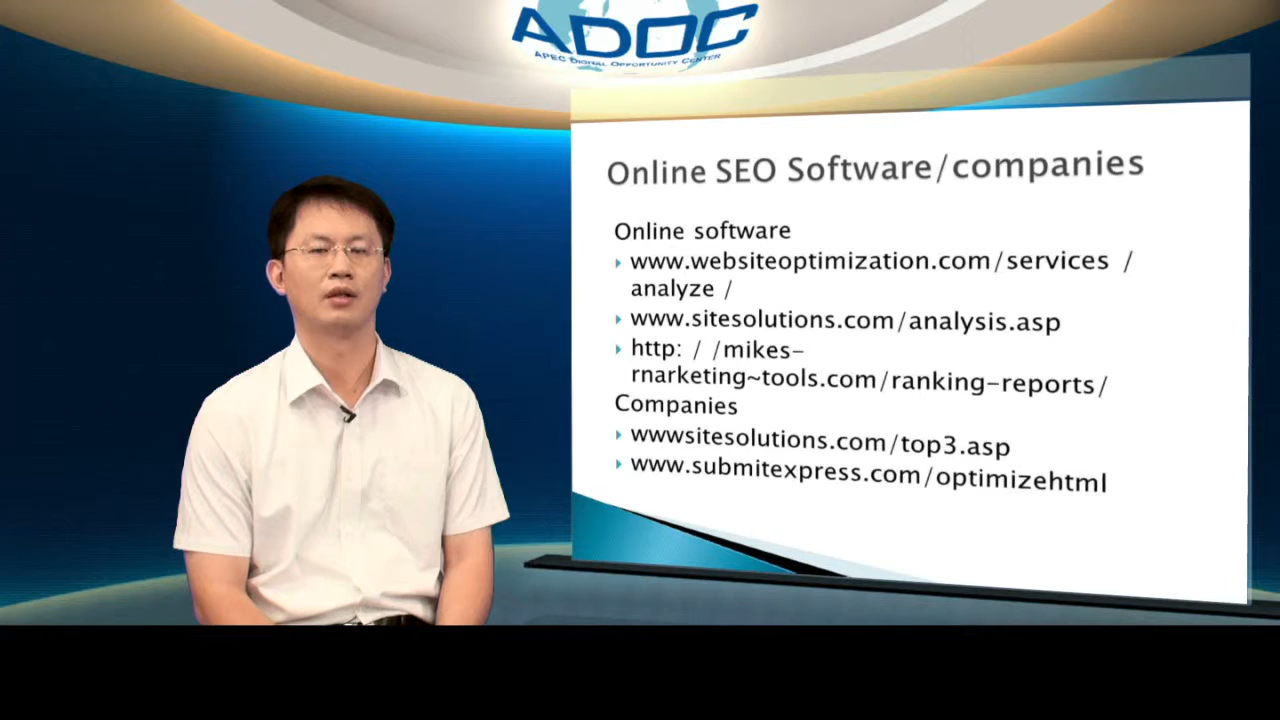 ADOC
APEC DIGITAL OPPORTUNITY CENTER
Online SEO Software/companies
Online software
www.websiteoptimization.com/services /
analyze /
www.sitesolutions.com/analysis.asp
http: / /mikes-
rnarketing~tools.com/ranking-reports/
Companies
wwwsitesolutions.com/top3.asp
www.submitexpress.com/optimizehtml